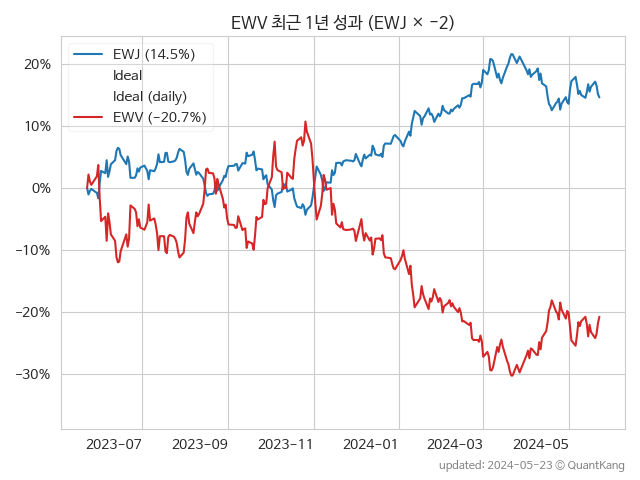 EWV 최근 1년 성과 (EWJ × −2)
EWJ (14.5%)
Ideal
Ideal (daily)
EWV (−20.7%)
20%
10%
0%
−10%
−20%
−30%
2023−07
2023−09
2023−11
2024−01
2024−03
2024−05
updated: 2024−05−23 © QuantKang